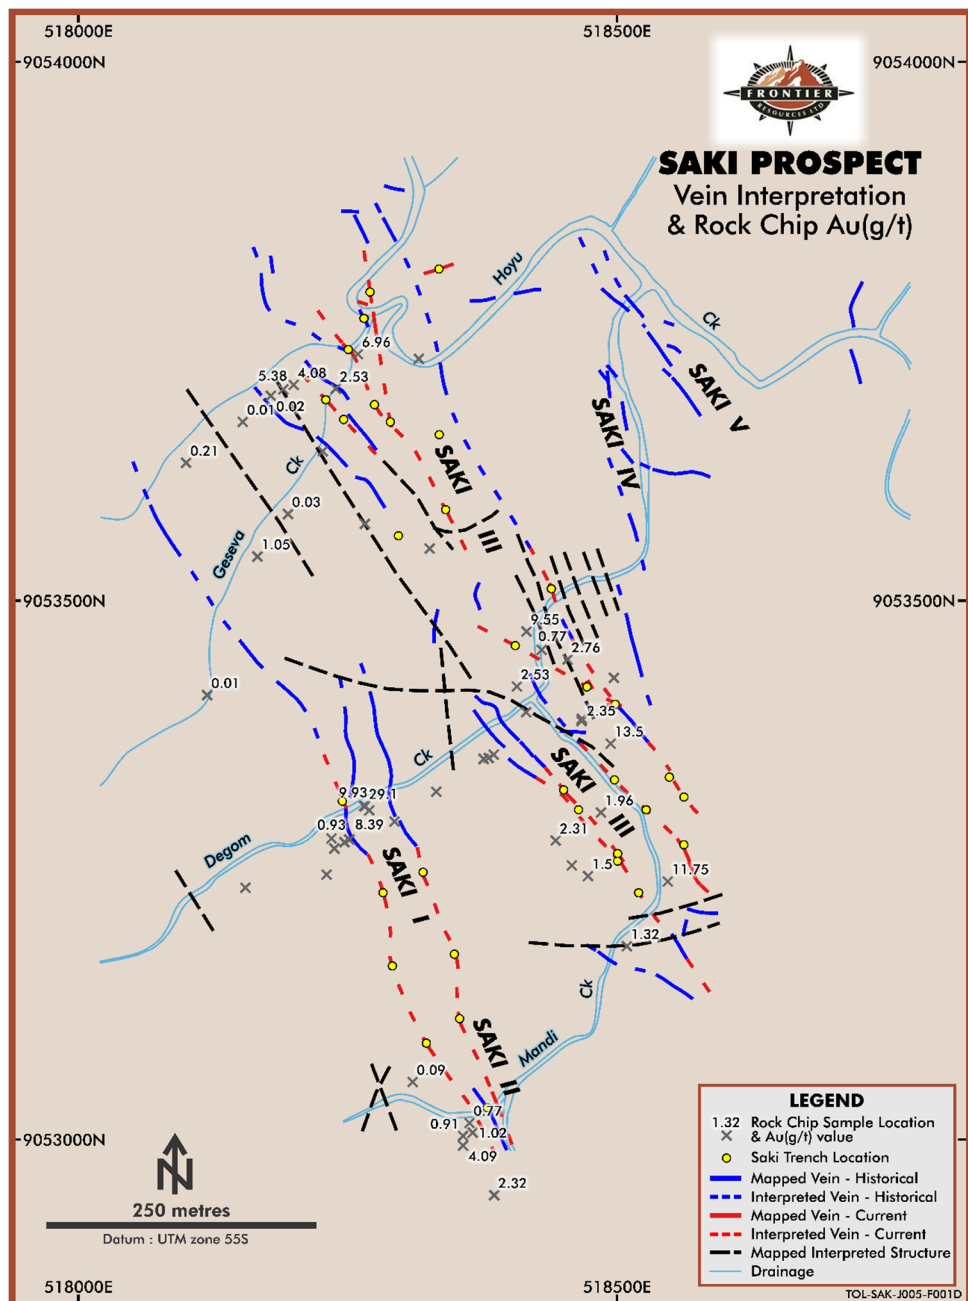 518000E
518500E
9054000N
9054000N
FRONTIER
RESOURCES LTD
SAKI PROSPECT
Vein Interpretation
& Rock Chip Au(g/t)
Hoyu
Ck
6.96
5.38
4.08
2.53
0.01
0.02
SAKI V
SAKI IV
0.21
Ck
SAKI III
0.03
Geseva
1.05
9053500N
9053500N
9.55
0.77
2.76
2.53
0.01
2.35
13.5
Ck
SAKI III
9.93
29.1
1.96
0.93
8.39
2.31
Degom
1.5
11.75
SAKI I
1.32
Ck
SAKI II
Mandi
0.09
0.77
0.91
1.02
4.09
2.32
9053000N
N
250 metres
Datum : UTM zone 55S
LEGEND
1.32 Rock Chip Sample Location
& Au(g/t) value
Saki Trench Location
Mapped Vein - Historical
Interpreted Vein - Historical
Mapped Vein - Current
Interpreted Vein - Current
Mapped Interpreted Structure
Drainage
518000E
518500E
TOL-SAK-J005-F001D